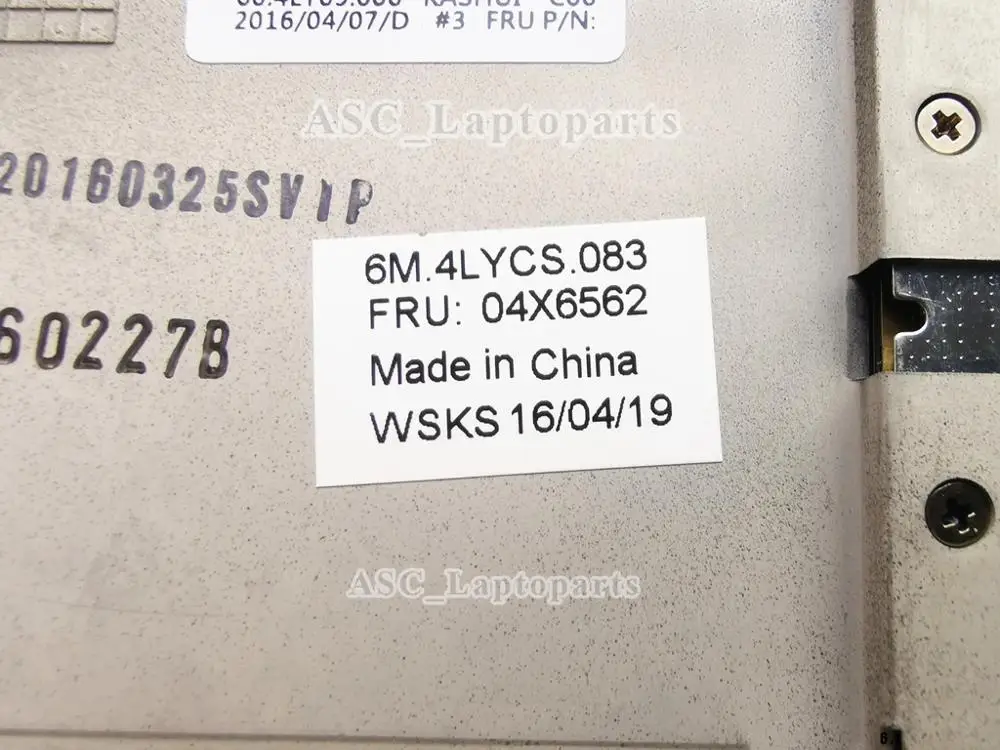 2016/04/07/D #3 FRU P/N:
ASC_Laptoparts
20160325SVIP
6M.4LYCS.083
FRU: 04X6562
60227B
Made in China
WSKS 16/04/19
ASC_Laptoparts